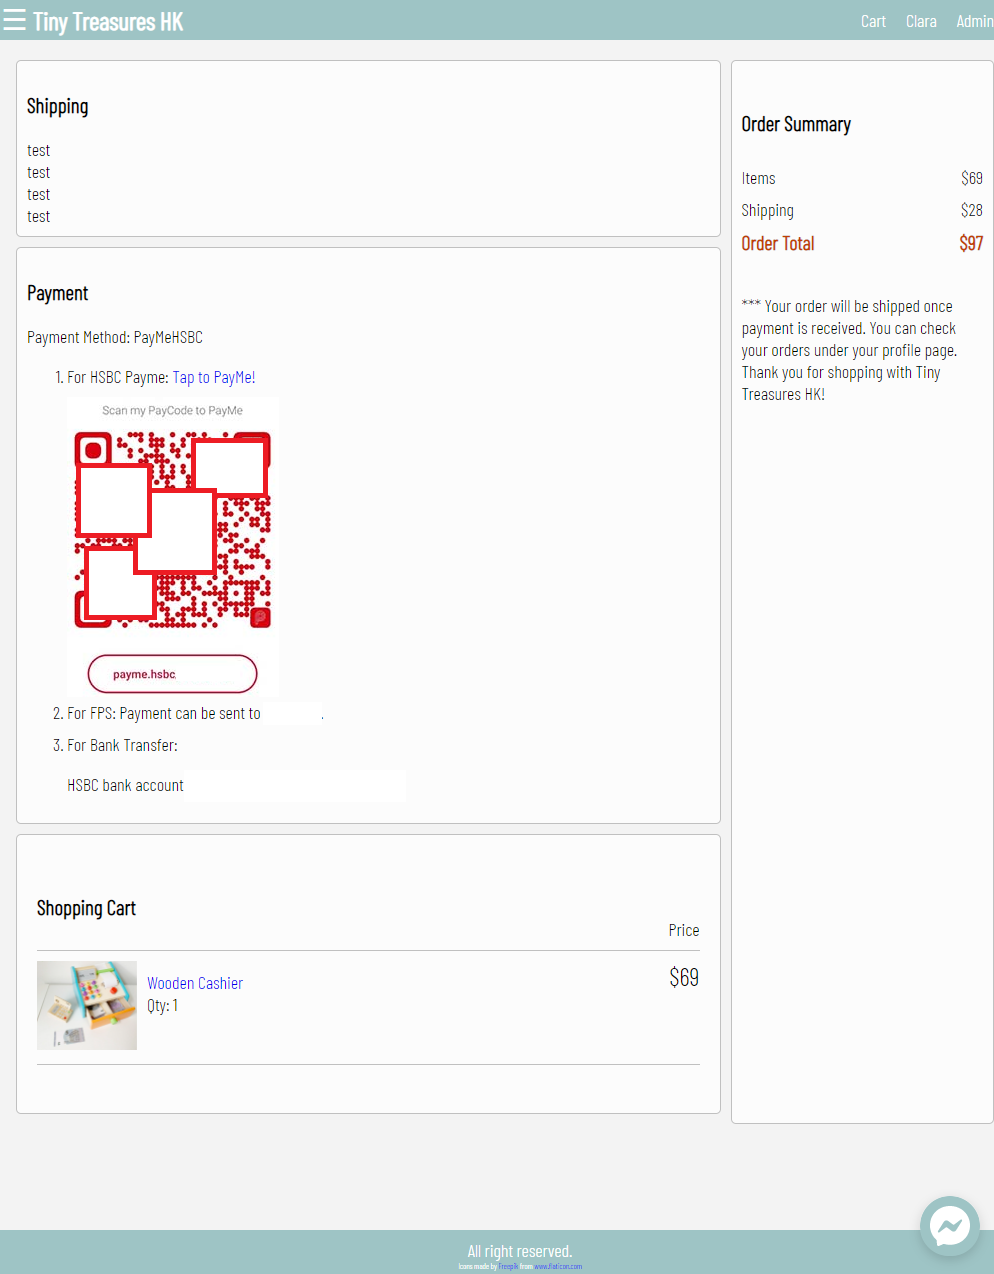 Tiny Treasures HK
Cart Clara Admin
Shipping
test
test
test
test
Payment
Payment Method: PayMeHSBC
1. For HSBC Payme: Tap to PayMe!
Scan my PayCode to PayMe
payme.hsbc
2. For FPS: Payment can be sent to .
3. For Bank Transfer:
HSBC bank account
Shopping Cart
Price
Wooden Cashier
$69
Qty: 1
Order Summary
Items $69
Shipping $28
Order Total $97
*** Your order will be shipped once
payment is received. You can check
your orders under your profile page.
Thank you for shopping with Tiny
Treasures HK!
All right reserved.
Icons made by Freepik from www.flaticon.com